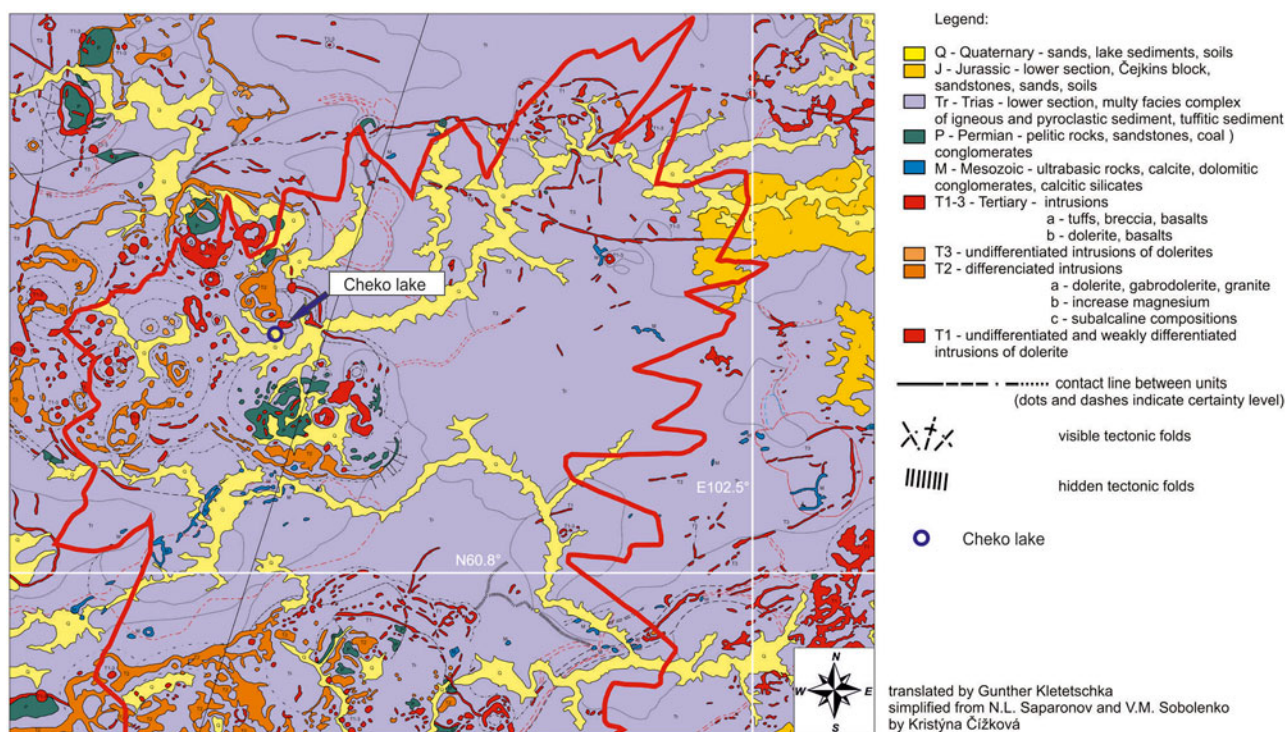 Cheko lake
E102.5°
N60.8°
N
W
E
S
Legend:
Q - Quaternary - sands, lake sediments, soils
J - Jurassic - lower section, Čejkins block,
sandstones, sands, soils
Tr - Trias - lower section, multy facies complex
of igneous and pyroclastic sediment, tuffitic sediment
P - Permian - pelitic rocks, sandstones, coal )
conglomerates
M - Mesozoic - ultrabasic rocks, calcite, dolomitic
conglomerates, calcitic silicates
T1-3 - Tertiary - intrusions
a - tuffs, breccia, basalts
b - dolerite, basalts
T3 - undifferentiated intrusions of dolerites
T2 - differenciated intrusions
a - dolerite, gabrodolerite, granite
b - increase magnesium
c - subalcaline compositions
T1 - undifferentiated and weakly differentiated
intrusions of dolerite
contact line between units
(dots and dashes indicate certainty level)
visible tectonic folds
hidden tectonic folds
Cheko lake
translated by Gunther Kletetschka
simplified from N.L. Saparonov and V.M. Sobolenko
by Kristýna Čížková